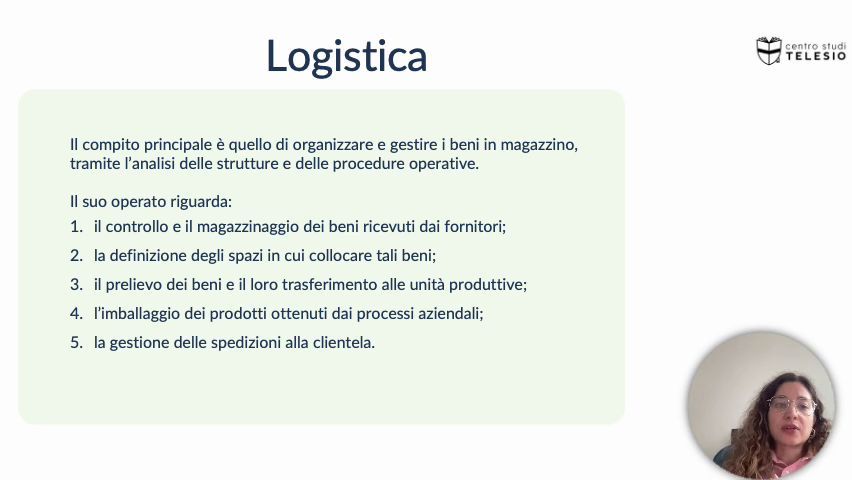 Logistica
centro studi
TELESIO
Il compito principale è quello di organizzare e gestire i beni in magazzino,
tramite l’analisi delle strutture e delle procedure operative.
Il suo operato riguarda:
1. il controllo e il magazzinaggio dei beni ricevuti dai fornitori;
2. la definizione degli spazi in cui collocare tali beni;
3. il prelievo dei beni e il loro trasferimento alle unità produttive;
4. l’imballaggio dei prodotti ottenuti dai processi aziendali;
5. la gestione delle spedizioni alla clientela.